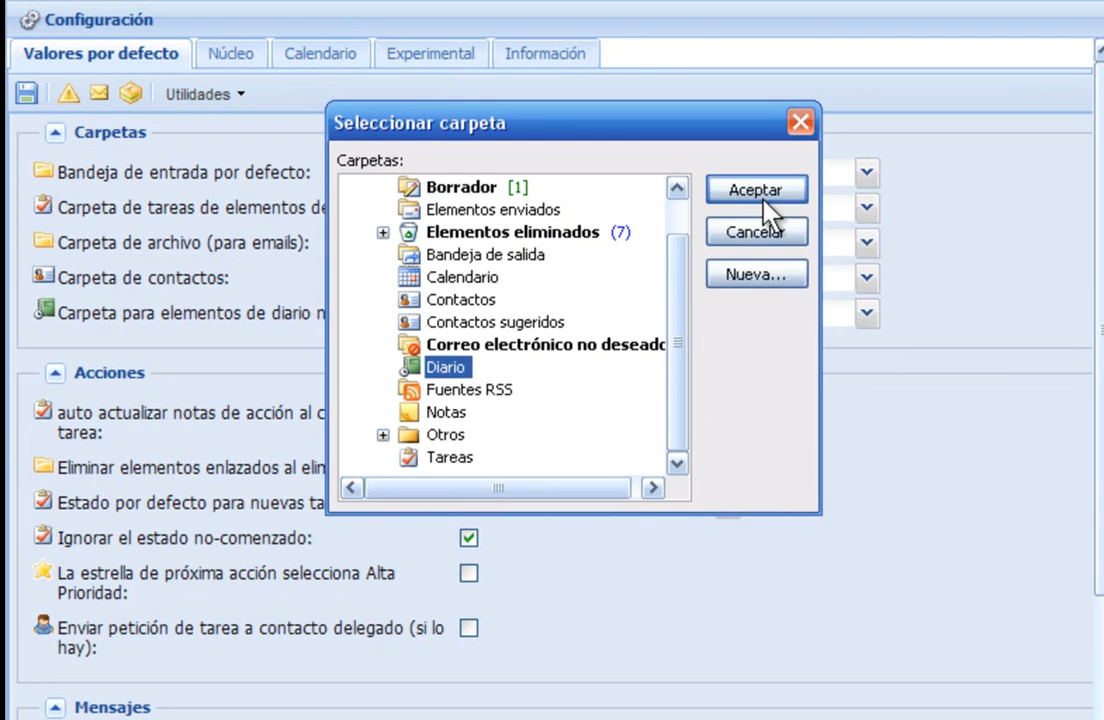 Configuración
Valores por defecto Núcleo Calendario Experimental Información
Utilidades
Carpetas
Bandeja de entrada por defecto:
Carpeta de tareas de elementos
Carpeta de archivo (para emails):
Carpeta de contactos:
Carpeta para elementos de diario
Acciones
auto actualizar notas de acción al
tarea:
Eliminar elementos enlazados al
Estado por defecto para nuevas
Ignorar el estado no-comenzado:
La estrella de próxima acción selecciona Alta
Prioridad:
Enviar petición de tarea a contacto delegado (si lo
hay):
Mensajes
Seleccionar carpeta
Carpetas:
Borrador [1]
Elementos enviados
Elementos eliminados (7)
Bandeja de salida
Calendario
Contactos
Contactos sugeridos
Correo electrónico no deseado
Diario
Fuentes RSS
Notas
Otros
Tareas
Aceptar
Cancelar
Nueva...